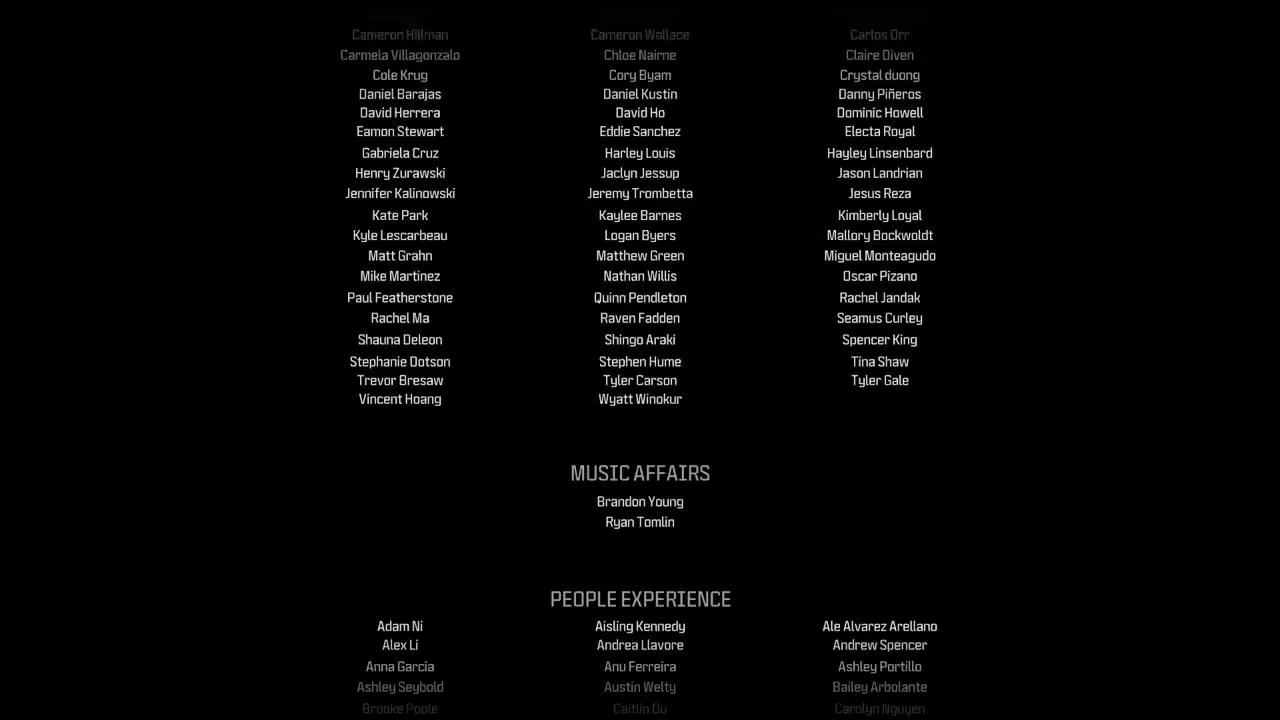 Cameron Hillman Cameron Wallace Carlos Orr
Carmela Villagonzalo Chloe Nairne Claire Diven
Cole Krug Cory Byam Crystal duong
Daniel Barajas Daniel Kustin Danny Piñeros
David Herrera David Ho Dominic Howell
Eamon Stewart Eddie Sanchez Electa Royal
Gabriela Cruz Harley Louis Hayley Linsenbard
Henry Zurawski Jaclyn Jessup Jason Landrian
Jennifer Kalinowski Jeremy Trombetta Jesus Reza
Kate Park Kaylee Barnes Kimberly Loyal
Kyle Lescarbeau Logan Byers Mallory Bockwoldt
Matt Grahn Matthew Green Miguel Monteagudo
Mike Martinez Nathan Willis Oscar Pizano
Paul Featherstone Quinn Pendleton Rachel Jandak
Rachel Ma Raven Fadden Seamus Curley
Shauna Deleon Shingo Araki Spencer King
Stephanie Dotson Stephen Hume Tina Shaw
Trevor Bresaw Tyler Carson Tyler Gale
Vincent Hoang Wyatt Winokur
MUSIC AFFAIRS
Brandon Young
Ryan Tomlin
PEOPLE EXPERIENCE
Adam Ni Aisling Kennedy Ale Alvarez Arellano
Alex Li Andrea Llavore Andrew Spencer
Anna Garcia Anu Ferreira Ashley Portillo
Ashley Seybold Austin Welty Bailey Arbolante
Brooke Poole Caitlin Ou Carolyn Nguyen